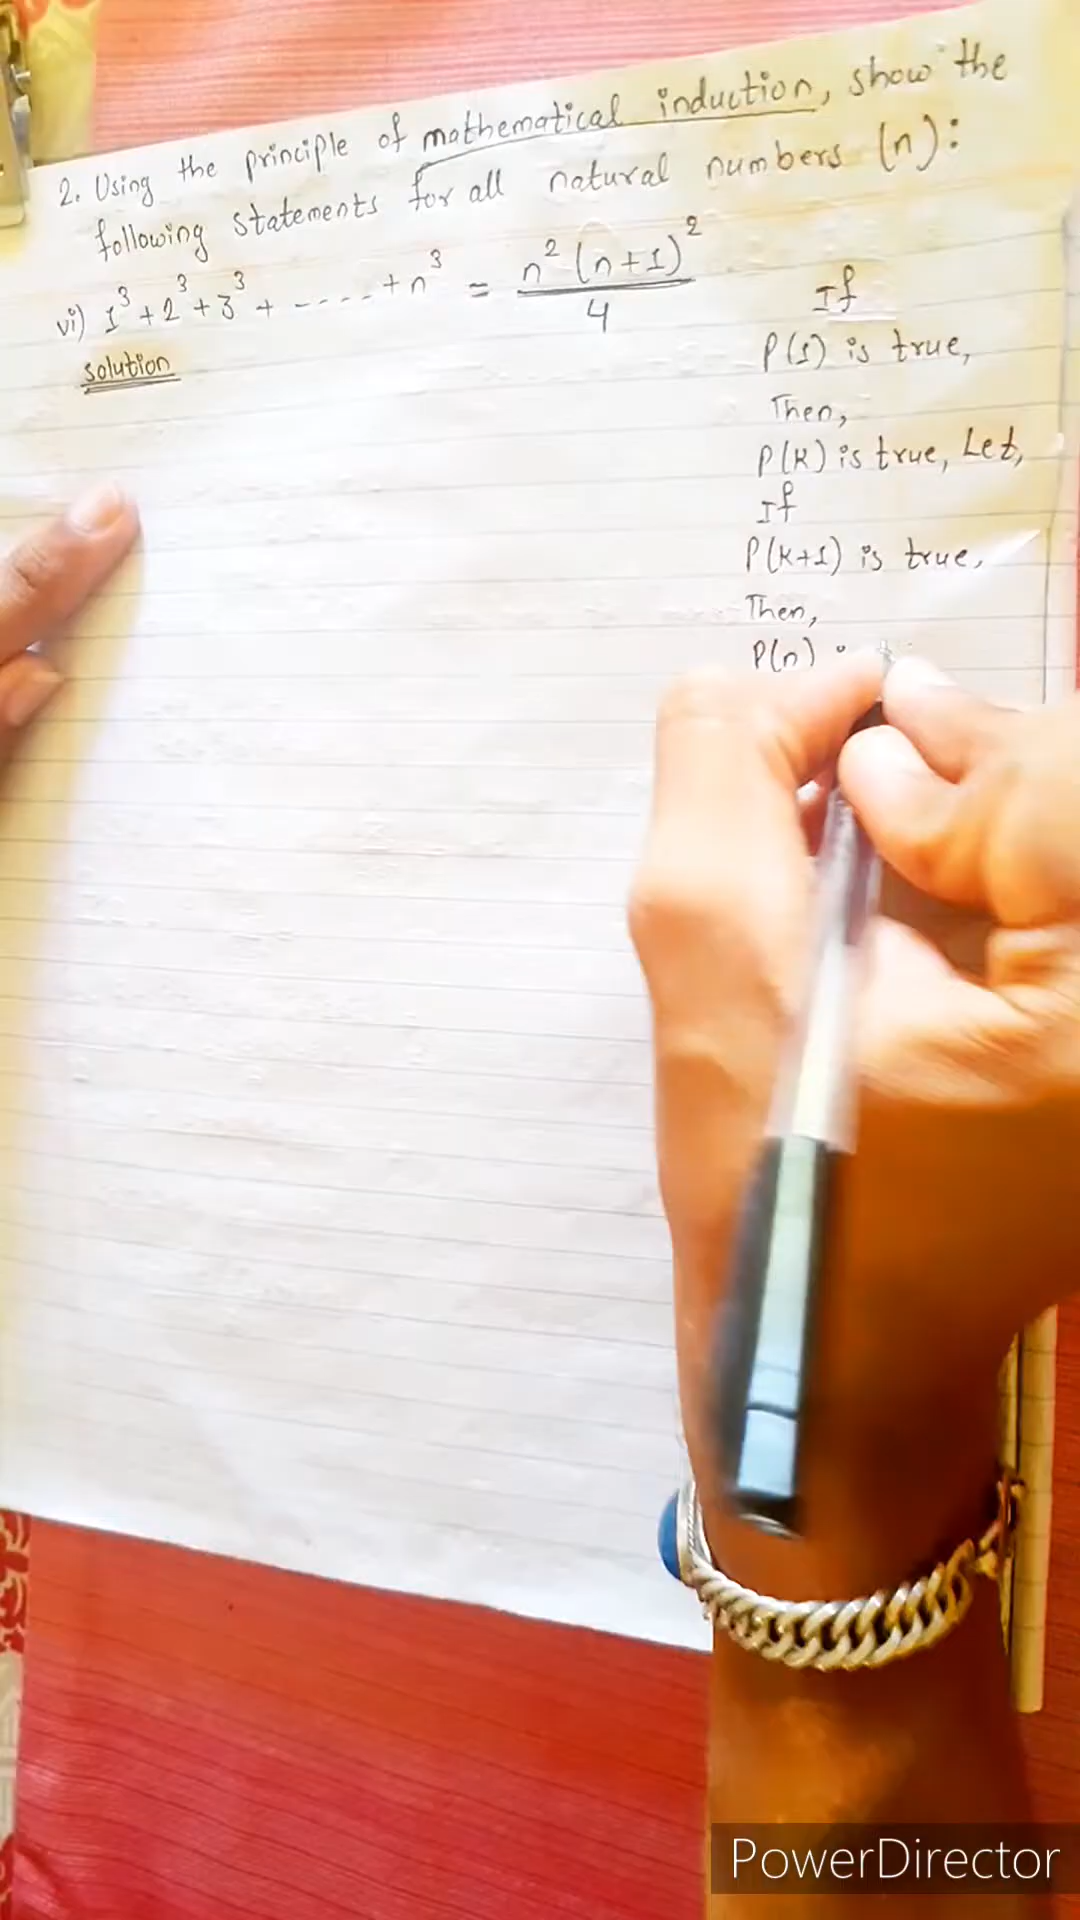 2. Using the principle of mathematical induction, show the
following statements for all natural numbers (n):
vi) 1³ + 2³ + 3³ + ----- + n³ = n² (n+1)² / 4
solution
If
P(1) is true,
Then,
P(k) is true, Let,
If
P(k+1) is true,
Then,
P(n)
PowerDirector